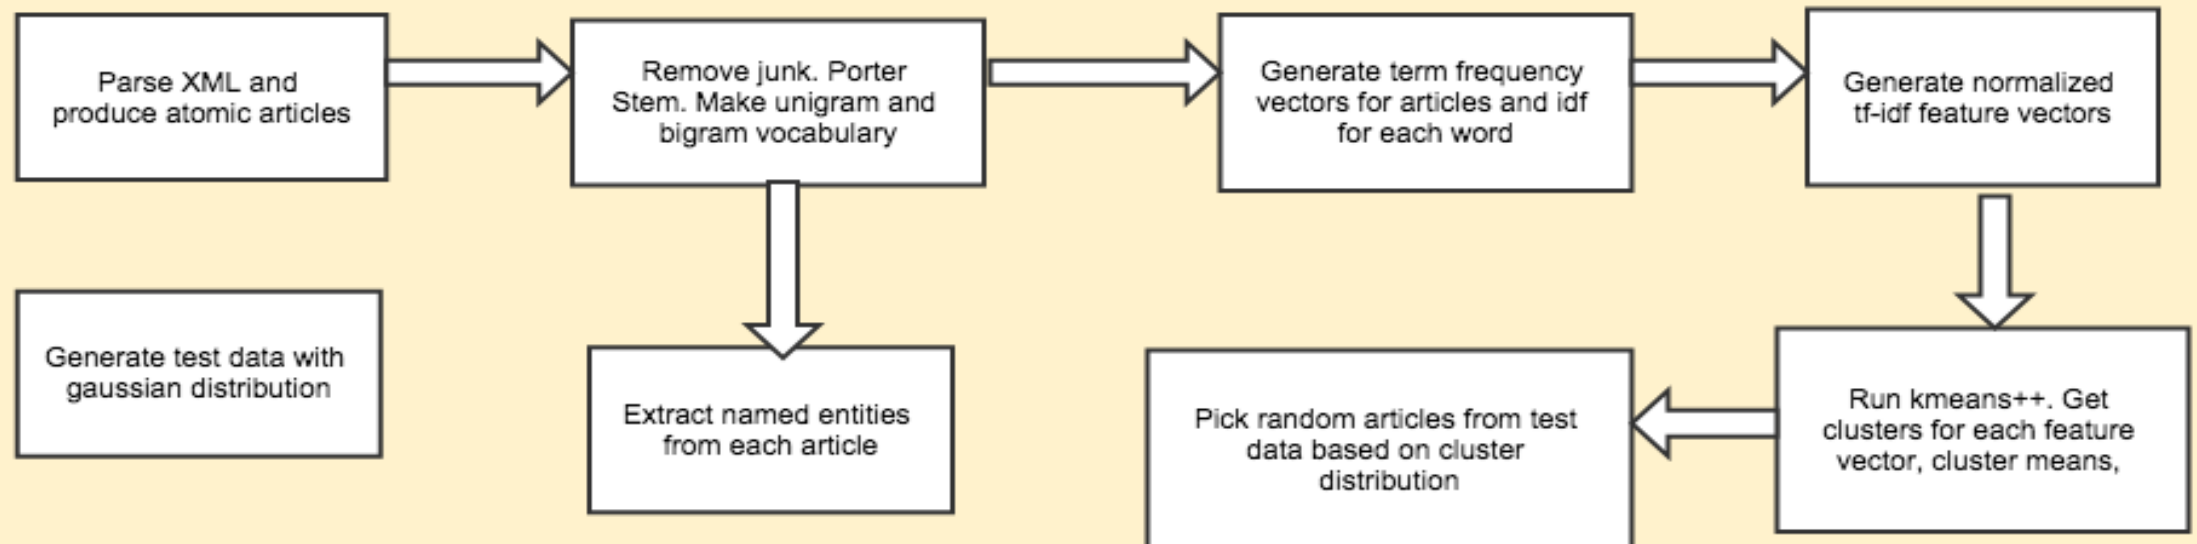 Parse XML and
produce atomic articles
Remove junk. Porter
Stem. Make unigram and
bigram vocabulary
Generate term frequency
vectors for articles and idf
for each word
Generate normalized
tf-idf feature vectors
Generate test data with
gaussian distribution
Extract named entities
from each article
Pick random articles from test
data based on cluster
distribution
Run kmeans++. Get
clusters for each feature
vector, cluster means,